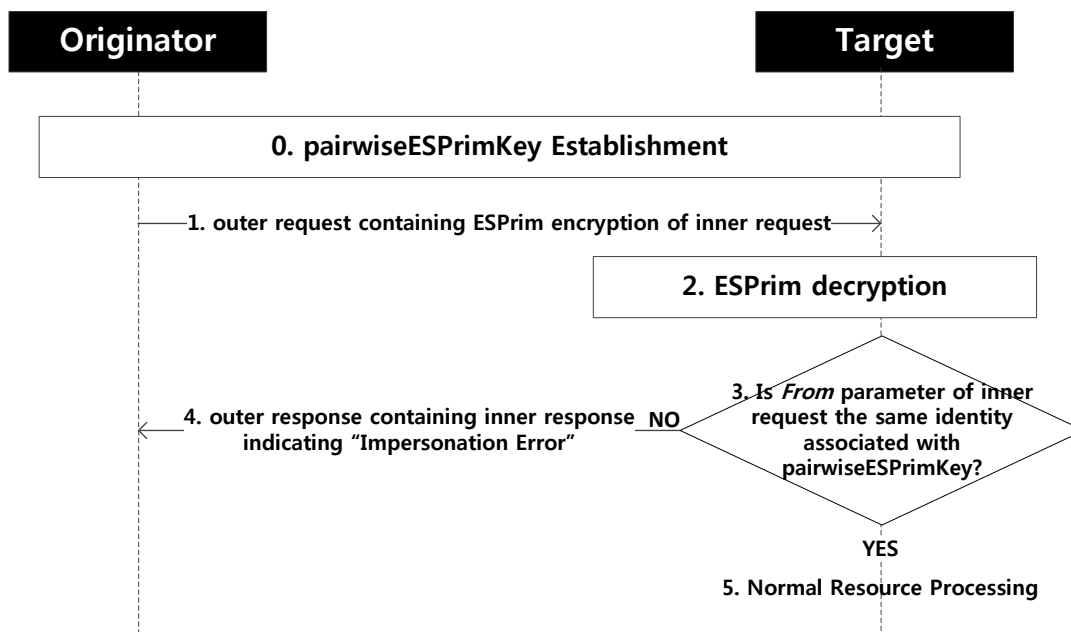 Originator
Target
0. pairwiseESPrimKey Establishment
1. outer request containing ESPrim encryption of inner request
2. ESPrim decryption
3. Is From parameter of inner
request the same identity
associated with
pairwiseESPrimKey?
NO
4. outer response containing inner response
indicating “Impersonation Error”
YES
5. Normal Resource Processing